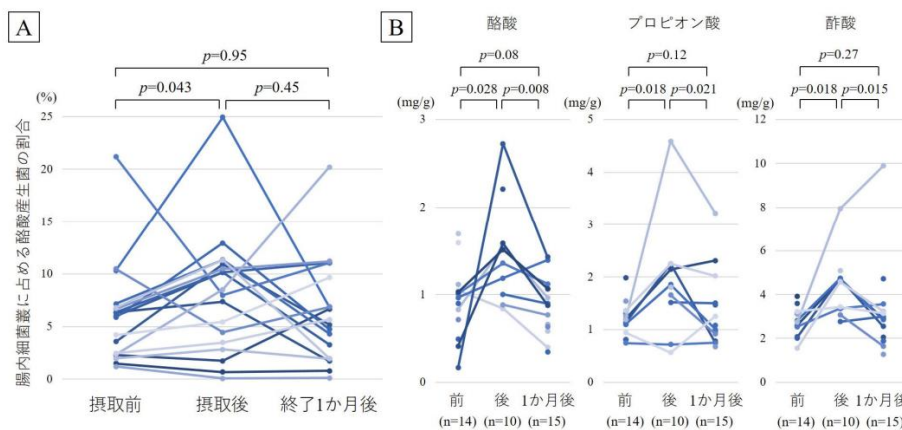 A
p=0.95
p=0.043
p=0.45
(%)
25
20
15
10
5
0
腸内細菌叢に占める酪酸産生菌の割合
摂取前
摂取後
終了1か月後
B
酪酸
p=0.08
p=0.028
p=0.008
(mg/g)
3
2
1
0
前
後
1か月後
(n=14)
(n=10)
(n=15)
プロピオン酸
p=0.12
p=0.018
p=0.021
(mg/g)
5
4
3
2
1
0
前
後
1か月後
(n=14)
(n=10)
(n=15)
酢酸
p=0.27
p=0.018
p=0.015
(mg/g)
12
10
8
6
4
2
0
前
後
1か月後
(n=14)
(n=10)
(n=15)